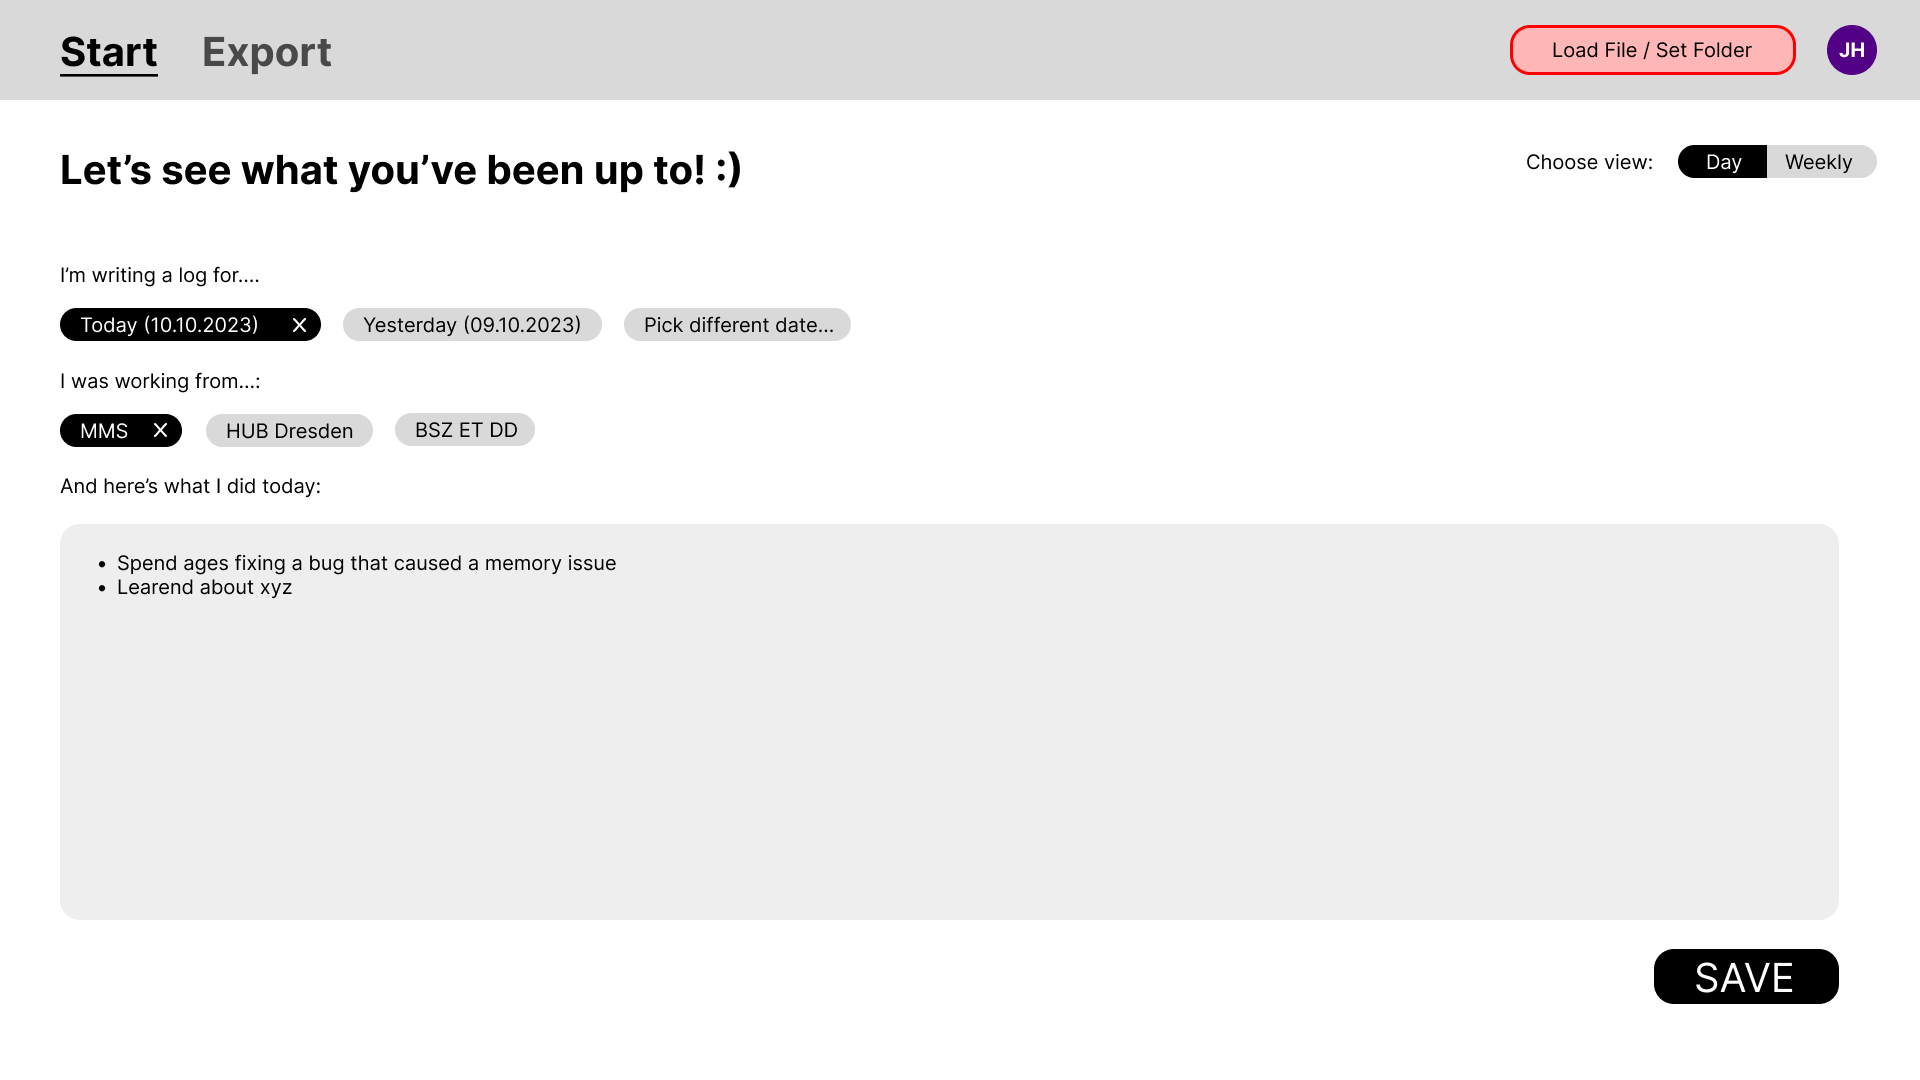 Start Export Load File / Set Folder JH
Let’s see what you’ve been up to! :) Choose view: Day Weekly
I’m writing a log for....
Today (10.10.2023) X Yesterday (09.10.2023) Pick different date...
I was working from...:
MMS X HUB Dresden BSZ ET DD
And here’s what I did today:
• Spend ages fixing a bug that caused a memory issue
• Learend about xyz
SAVE